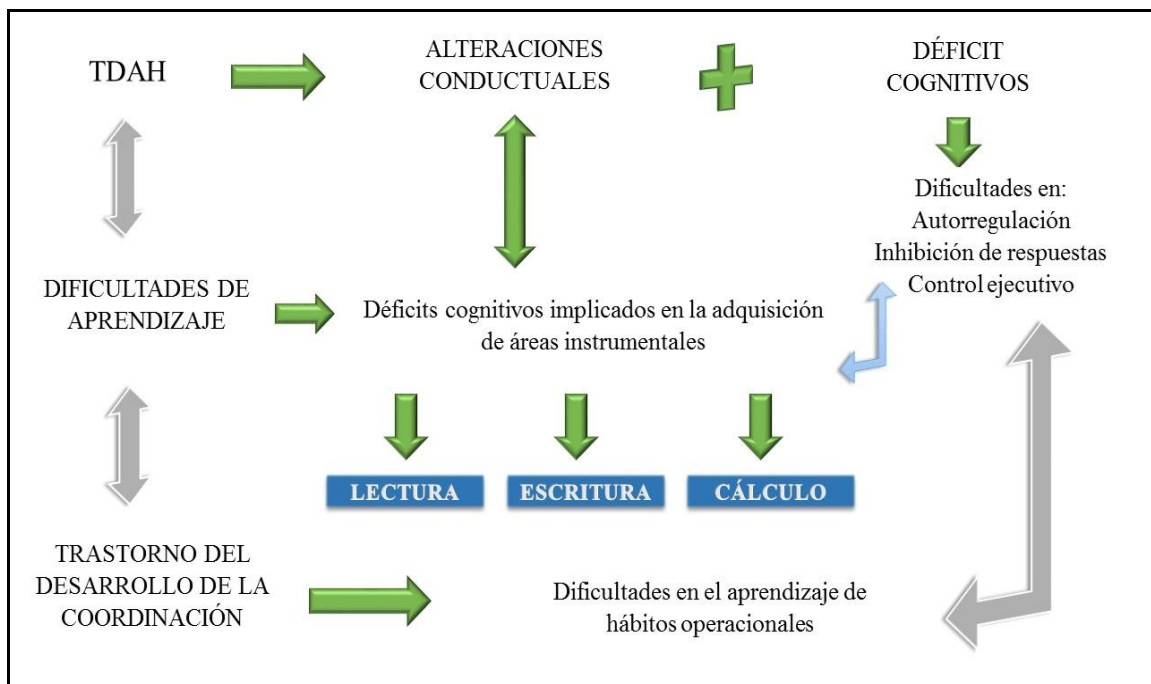 TDAH
ALTERACIONES
CONDUCTUALES
DÉFICIT
COGNITIVOS
Dificultades en:
Autorregulación
Inhibición de respuestas
Control ejecutivo
DIFICULTADES DE
APRENDIZAJE
Déficits cognitivos implicados en la adquisición
de áreas instrumentales
LECTURA
ESCRITURA
CÁLCULO
TRASTORNO DEL
DESARROLLO DE LA
COORDINACIÓN
Dificultades en el aprendizaje de
hábitos operacionales